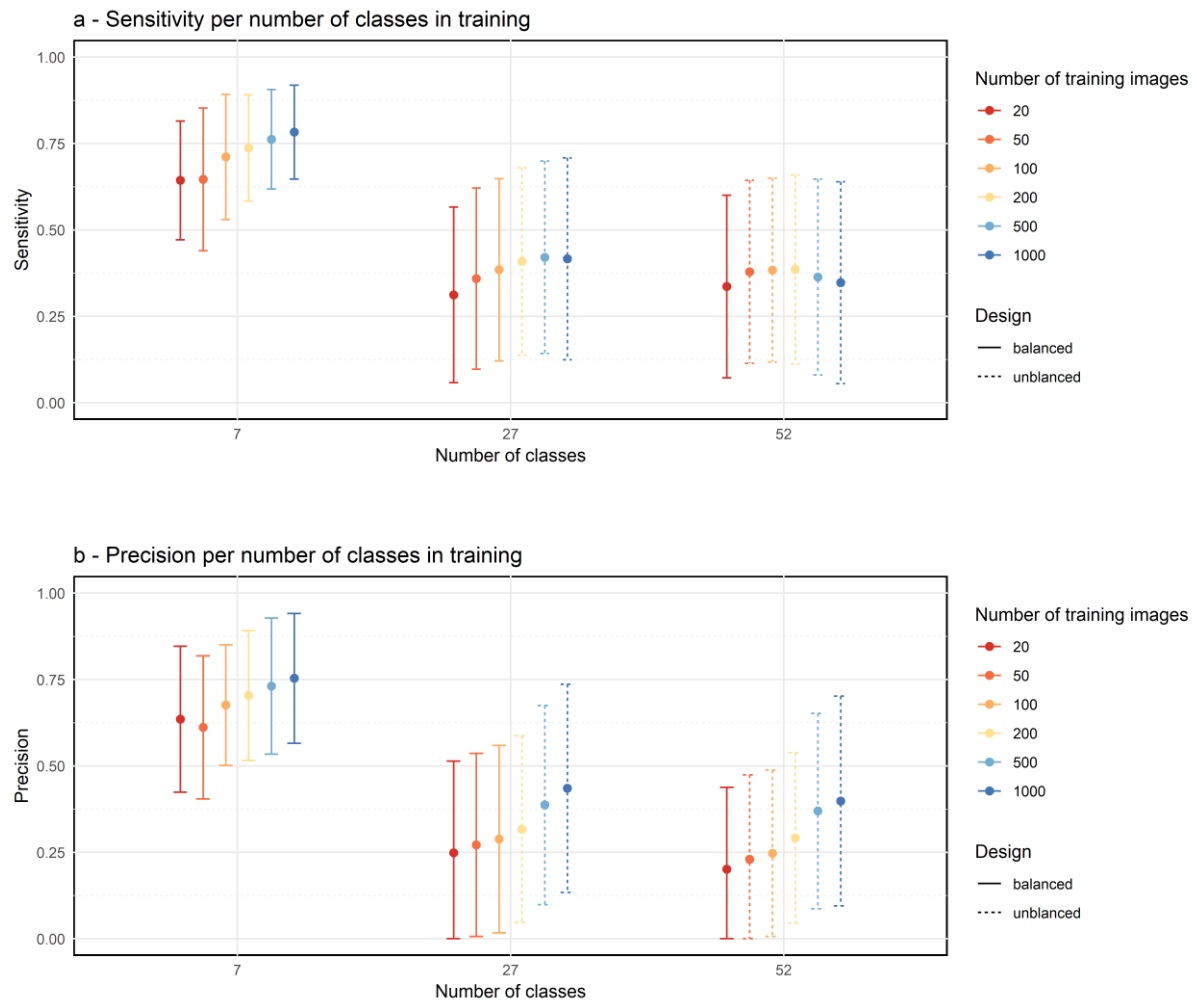 a - Sensitivity per number of classes in training
1.00
0.75
0.50
0.25
0.00
Sensitivity
7
27
52
Number of classes
Number of training images
20
50
100
200
500
1000
Design
balanced
unblanced
b - Precision per number of classes in training
1.00
0.75
0.50
0.25
0.00
Precision
7
27
52
Number of classes
Number of training images
20
50
100
200
500
1000
Design
balanced
unblanced